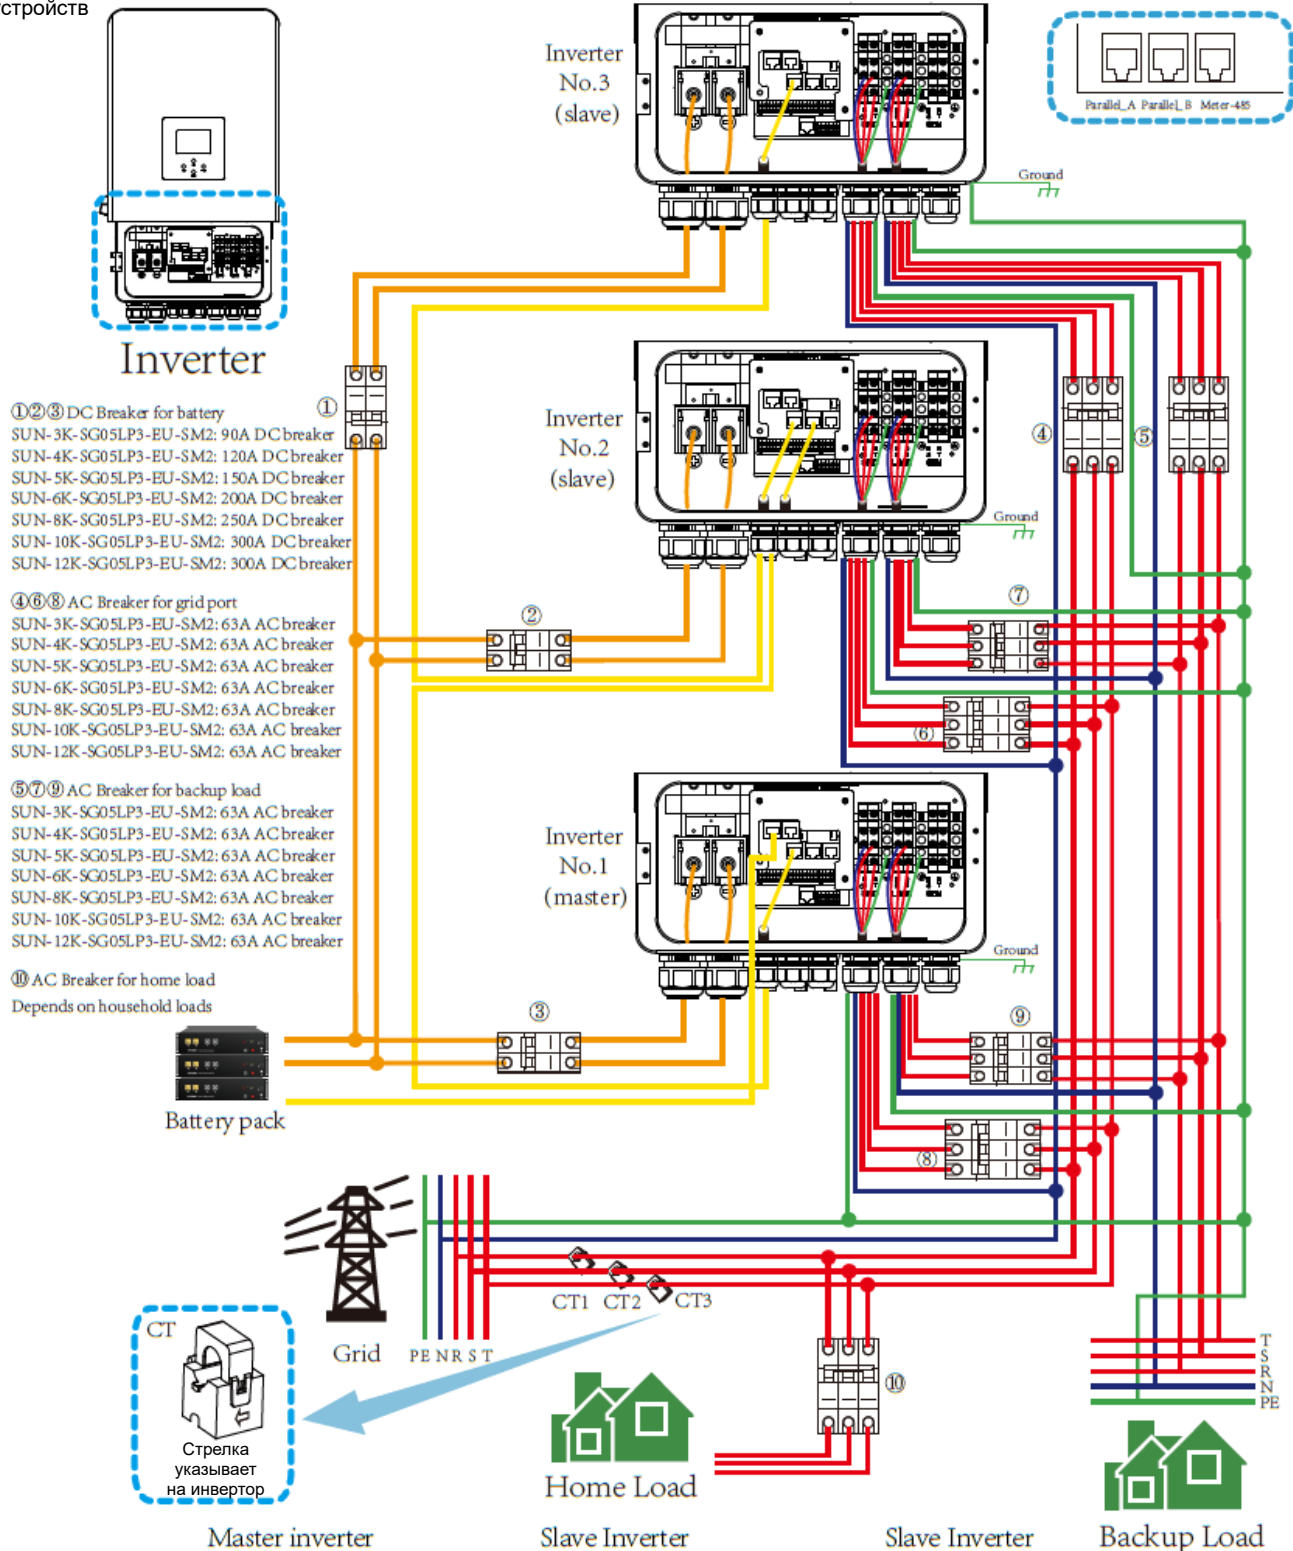 устройств
Inverter
No.3
(slave)
Parallel_A Parallel_B Meter-485
Ground
Inverter
①
①②③ DC Breaker for battery
SUN-3K-SG05LP3-EU-SM2: 90A DC breaker
SUN-4K-SG05LP3-EU-SM2: 120A DC breaker
SUN-5K-SG05LP3-EU-SM2: 150A DC breaker
SUN-6K-SG05LP3-EU-SM2: 200A DC breaker
SUN-8K-SG05LP3-EU-SM2: 250A DC breaker
SUN-10K-SG05LP3-EU-SM2: 300A DC breaker
SUN-12K-SG05LP3-EU-SM2: 300A DC breaker
④⑥⑧ AC Breaker for grid port
SUN-3K-SG05LP3-EU-SM2: 63A AC breaker
SUN-4K-SG05LP3-EU-SM2: 63A AC breaker
SUN-5K-SG05LP3-EU-SM2: 63A AC breaker
SUN-6K-SG05LP3-EU-SM2: 63A AC breaker
SUN-8K-SG05LP3-EU-SM2: 63A AC breaker
SUN-10K-SG05LP3-EU-SM2: 63A AC breaker
SUN-12K-SG05LP3-EU-SM2: 63A AC breaker
⑤⑦⑨ AC Breaker for backup load
SUN-3K-SG05LP3-EU-SM2: 63A AC breaker
SUN-4K-SG05LP3-EU-SM2: 63A AC breaker
SUN-5K-SG05LP3-EU-SM2: 63A AC breaker
SUN-6K-SG05LP3-EU-SM2: 63A AC breaker
SUN-8K-SG05LP3-EU-SM2: 63A AC breaker
SUN-10K-SG05LP3-EU-SM2: 63A AC breaker
SUN-12K-SG05LP3-EU-SM2: 63A AC breaker
⑩ AC Breaker for home load
Depends on household loads
Inverter
No.2
(slave)
④
⑤
Ground
②
⑦
⑥
Inverter
No.1
(master)
Ground
③
⑨
⑧
Battery pack
CT1 CT2 CT3
Grid
PE N R S T
CT
Стрелка
указывает
на инвертор
⑩
Home Load
T
S
R
N
PE
Master inverter
Slave Inverter
Slave Inverter
Backup Load